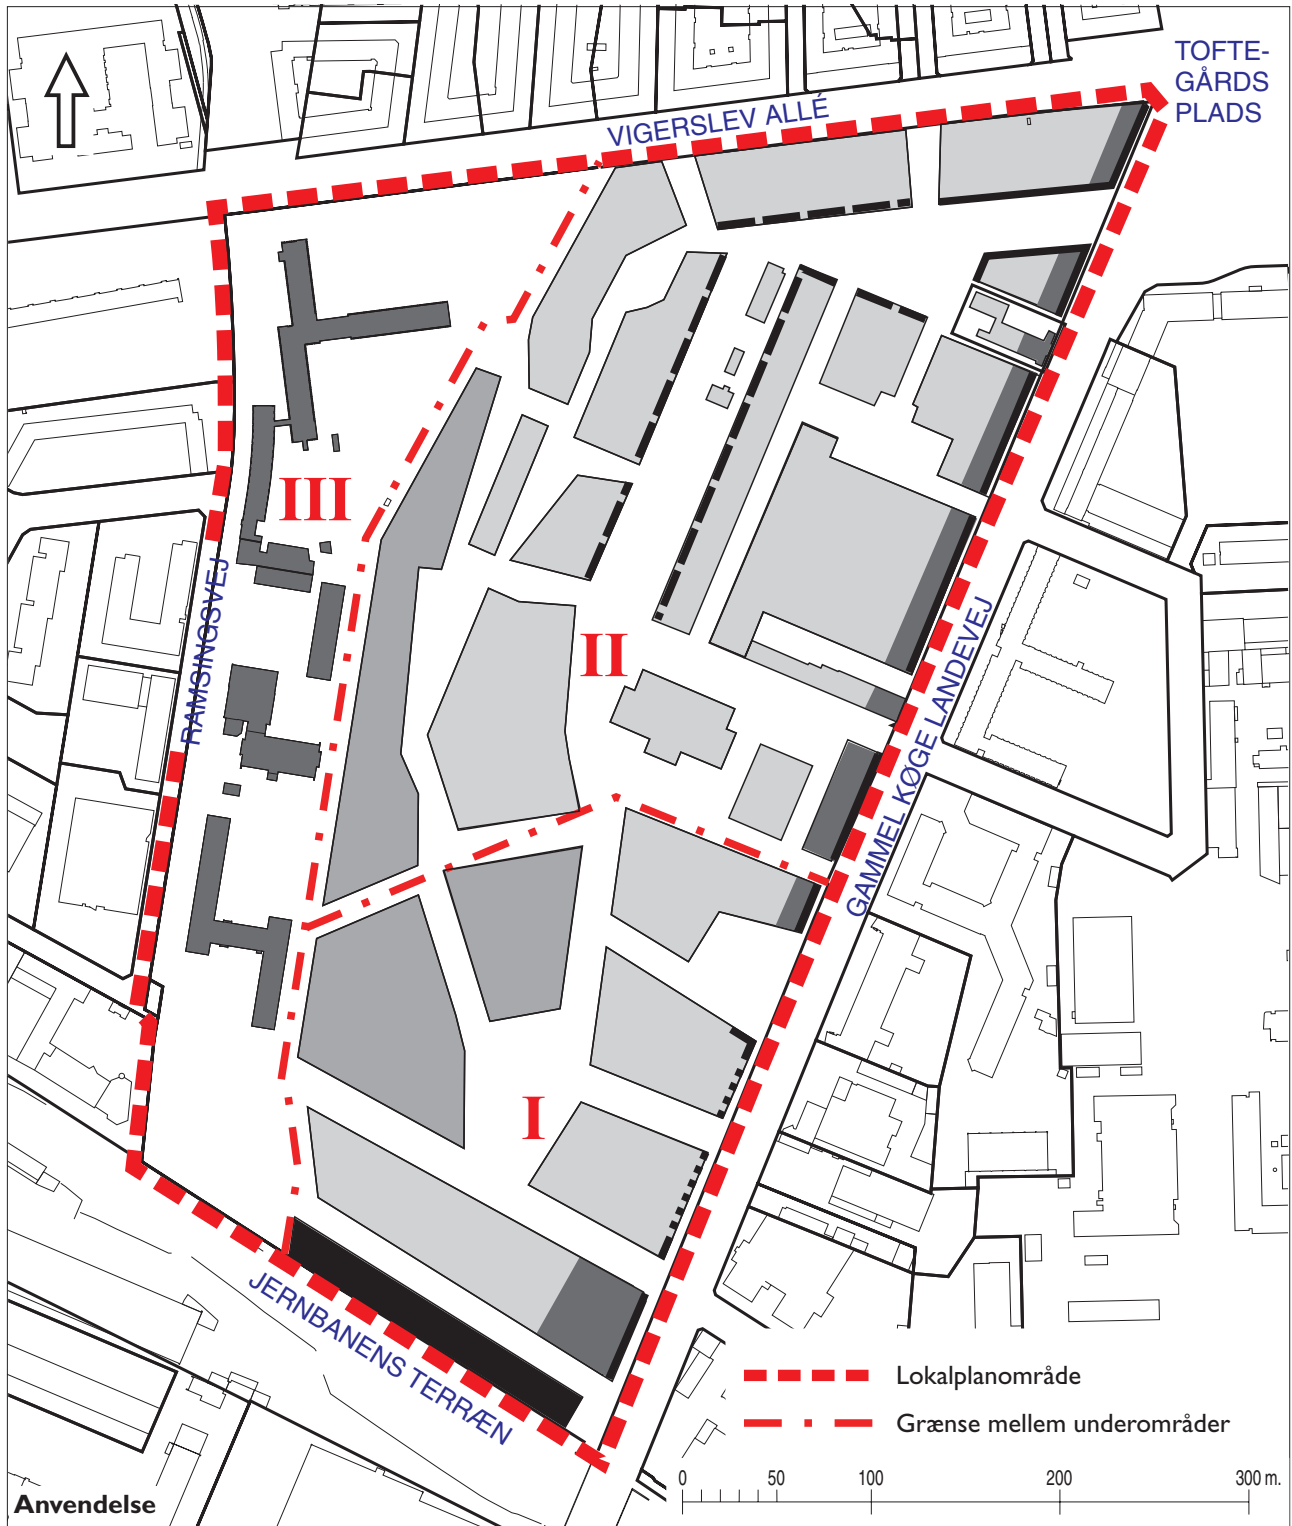 TOFTE-
GÅRDS
PLADS
VIGERSLEV ALLÉ
III
RAMSINGSVEJ
II
GAMMEL KØGE LANDEVEJ
I
JERNBANENS TERRÆN
Lokalplanområde
Grænse mellem underområder
0 50 100 200 300 m.
Anvendelse